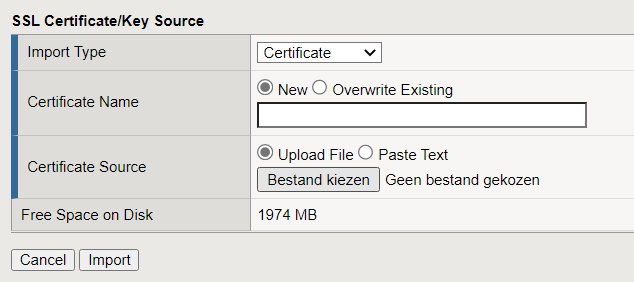 SSL Certificate/Key Source
Import Type Certificate
Certificate Name New Overwrite Existing
Certificate Source Upload File Paste Text
Bestand kiezen Geen bestand gekozen
Free Space on Disk 1974 MB
Cancel Import